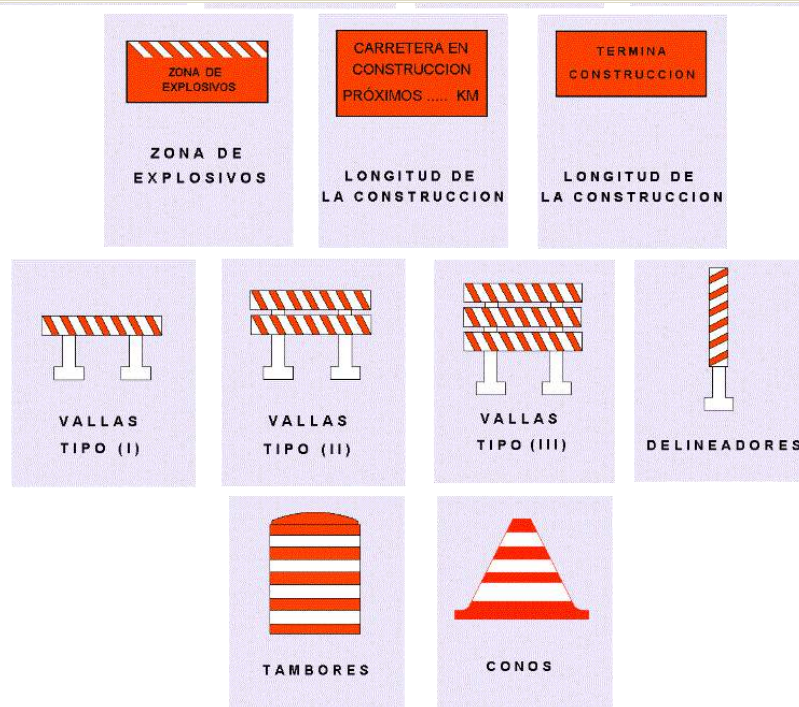 ZONA DE
EXPLOSIVOS
ZONA DE
EXPLOSIVOS
CARRETERA EN
CONSTRUCCION
PRÓXIMOS ..... KM
LONGITUD DE
LA CONSTRUCCION
TERMINA
CONSTRUCCION
LONGITUD DE
LA CONSTRUCCION
VALLAS
TIPO (I)
VALLAS
TIPO (II)
VALLAS
TIPO (III)
DELINEADORES
TAMBORES
CONOS